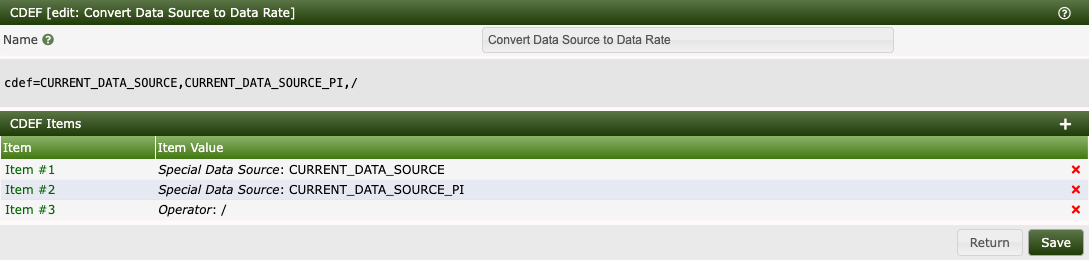 CDEF [edit: Convert Data Source to Data Rate]
Name Convert Data Source to Data Rate
cdef=CURRENT_DATA_SOURCE,CURRENT_DATA_SOURCE_PI,/
CDEF Items
Item Item Value
Item #1 Special Data Source: CURRENT_DATA_SOURCE
Item #2 Special Data Source: CURRENT_DATA_SOURCE_PI
Item #3 Operator: /
Return Save